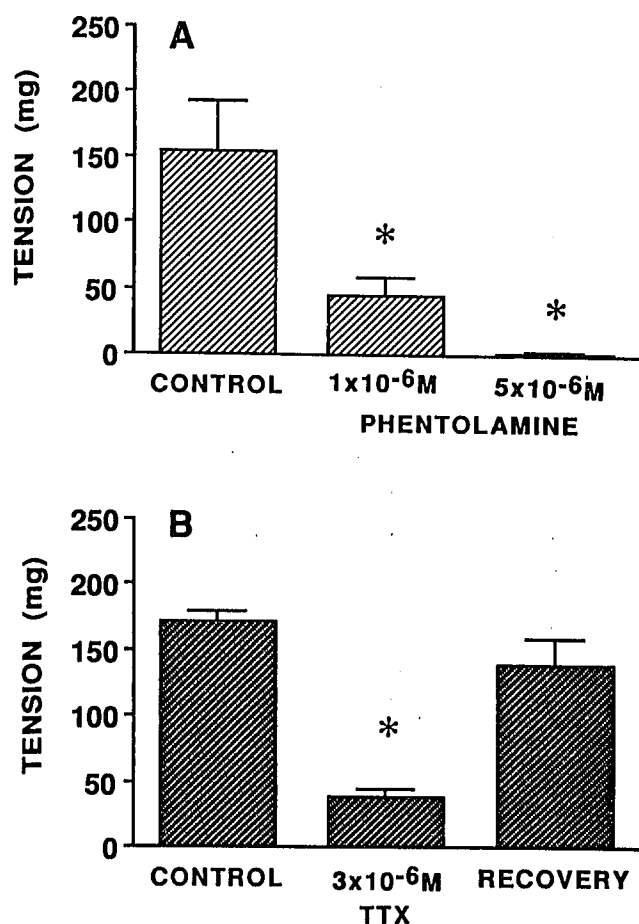 A
TENSION (mg)
250
200
150
100
50
0
*
*
CONTROL 1x10-6M 5x10-6M
PHENTOLAMINE
B
TENSION (mg)
250
200
150
100
50
0
*
CONTROL 3x10-6M RECOVERY
TTX